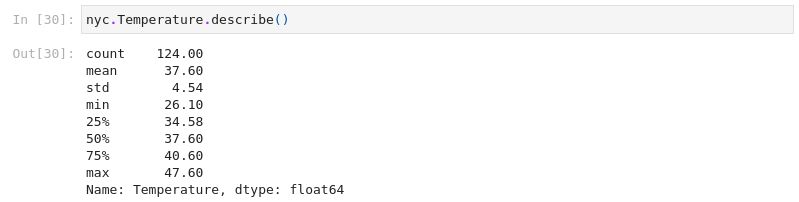 In [30]: nyc.Temperature.describe()
Out[30]: count    124.00
mean      37.60
std        4.54
min       26.10
25%       34.58
50%       37.60
75%       40.60
max       47.60
Name: Temperature, dtype: float64